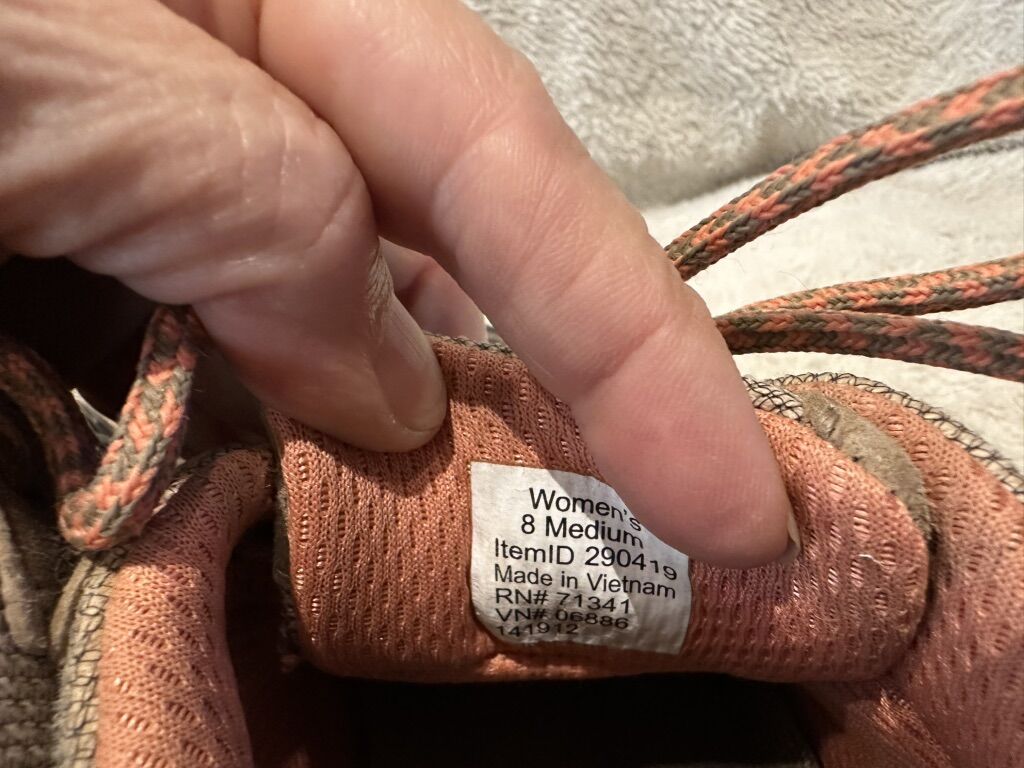 Women's
8 Medium
ItemID 290419
Made in Vietnam
RN# 71341
VN# 06886
141912